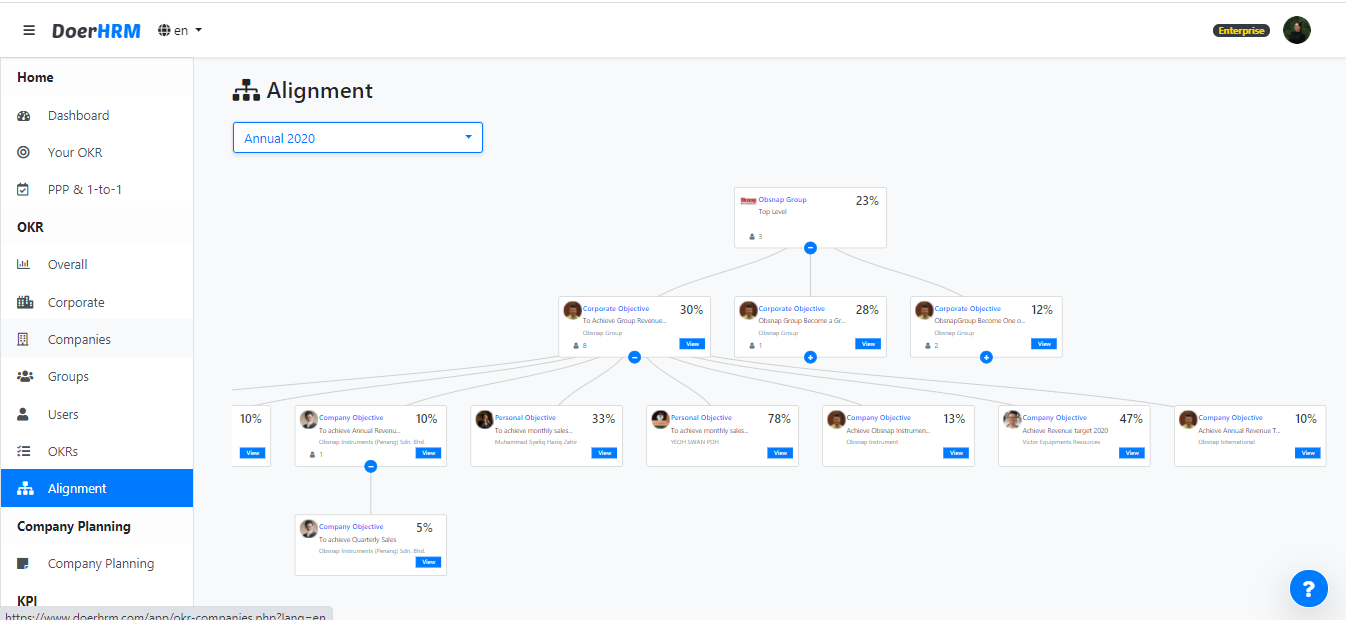 DoerHRM
en
Enterprise
Home
Dashboard
Your OKR
PPP & 1-to-1
OKR
Overall
Corporate
Companies
Groups
Users
OKRs
Alignment
Company Planning
Company Planning
KPI
https://www.doerhrm.com/app/okr-companies.php?lang=en
Alignment
Annual 2020
Obsnap Group
23%
Top Level
3
Corporate Objective
30%
To Achieve Group Revenue...
Obsnap Group
8
View
Corporate Objective
28%
Obsnap Group Become a Gr...
Obsnap Group
1
View
Corporate Objective
12%
ObsnapGroup Become One o...
Obsnap Group
2
View
10%
View
Company Objective
10%
To achieve Annual Revenu...
Obsnap Instruments (Penang) Sdn. Bhd.
1
View
Personal Objective
33%
To achieve monthly sales...
Muhammad Syafiq Haziq Zahir
View
Personal Objective
78%
To achieve monthly sales...
YEOH SWAN POH
View
Company Objective
13%
Achieve Obsnap Instrumen...
Obsnap Instrument
View
Company Objective
47%
Achieve Revenue target 2020
Victor Equipments Resources
View
Company Objective
10%
Achieve Annual Revenue T...
Obsnap International
View
Company Objective
5%
To achieve Quarterly Sales
Obsnap Instruments (Penang) Sdn. Bhd.
View
?